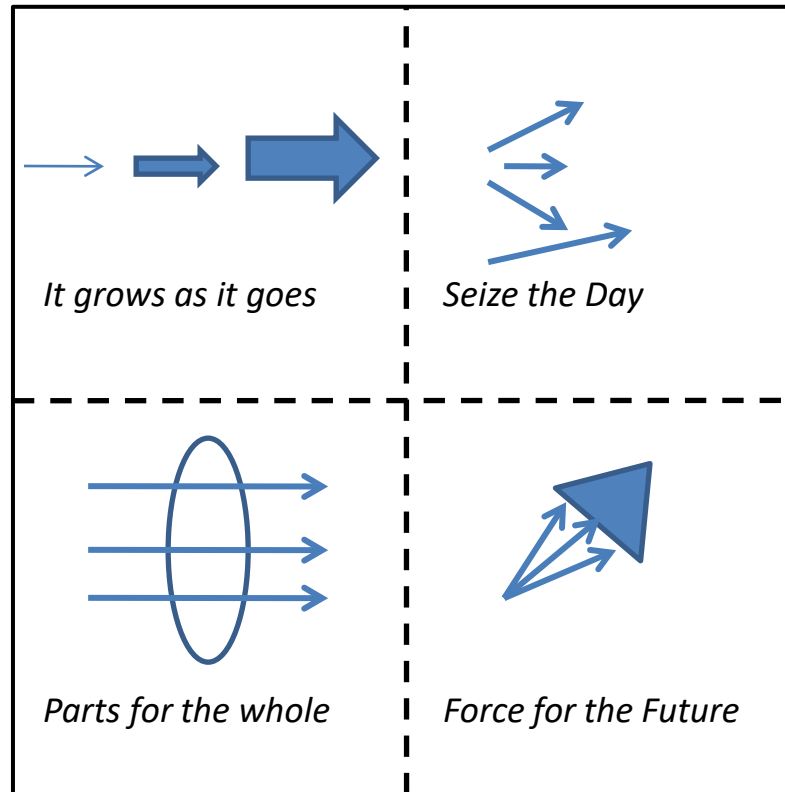 It grows as it goes
Seize the Day
Parts for the whole
Force for the Future